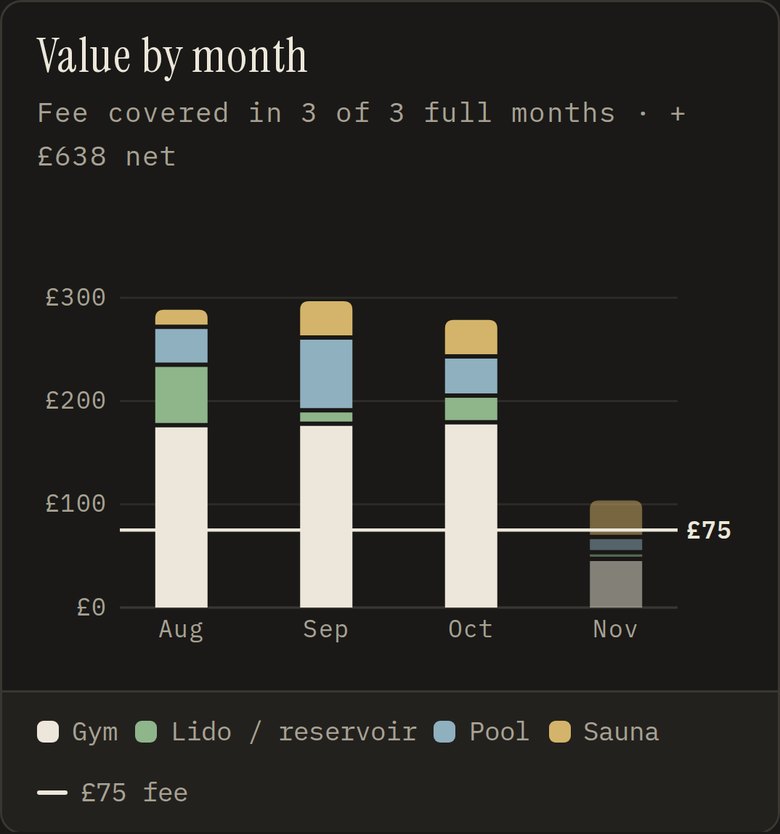 Value by month
Fee covered in 3 of 3 full months · +
£638 net
£300
£200
£100
£75
£0
Aug Sep Oct Nov
Gym Lido / reservoir Pool Sauna
£75 fee